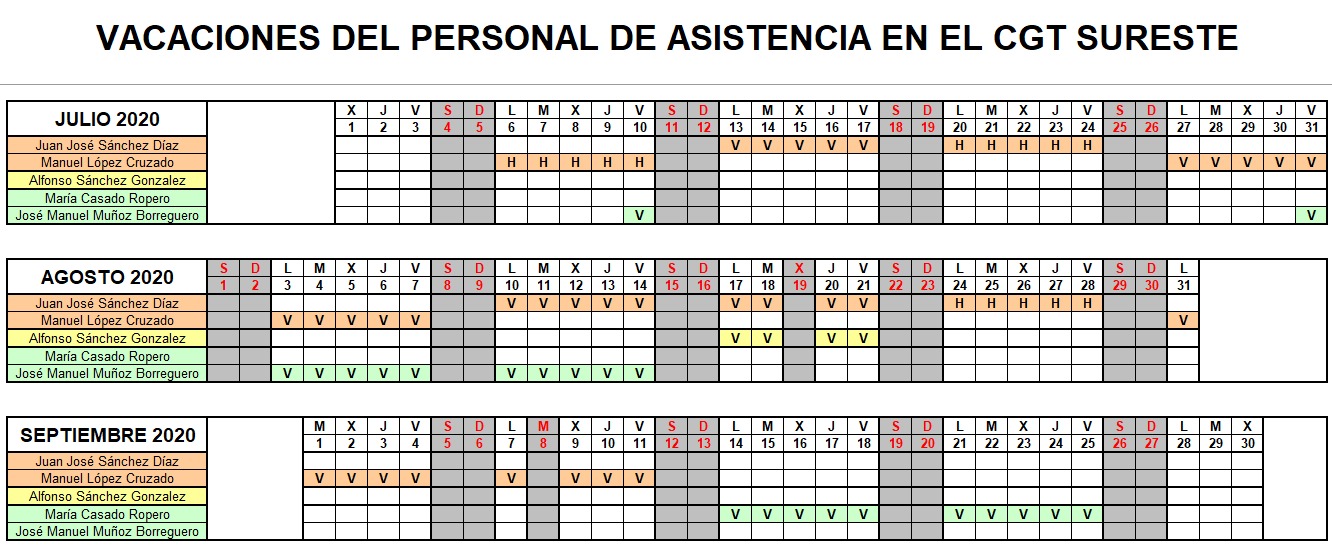 VACACIONES DEL PERSONAL DE ASISTENCIA EN EL CGT SURESTE
JULIO 2020
X J V S D L M X J V S D L M X J V S D L M X J V S D L M X J V
1 2 3 4 5 6 7 8 9 10 11 12 13 14 15 16 17 18 19 20 21 22 23 24 25 26 27 28 29 30 31
Juan José Sánchez Díaz V V V V V H H H H H
Manuel López Cruzado H H H H H V V V V V
Alfonso Sánchez Gonzalez
María Casado Ropero
José Manuel Muñoz Borreguero V V
AGOSTO 2020
S D L M X J V S D L M X J V S D L M X J V S D L M X J V S D L
1 2 3 4 5 6 7 8 9 10 11 12 13 14 15 16 17 18 19 20 21 22 23 24 25 26 27 28 29 30 31
Juan José Sánchez Díaz V V V V V V V V V H H H H H
Manuel López Cruzado V V V V V V
Alfonso Sánchez Gonzalez V V V V
María Casado Ropero
José Manuel Muñoz Borreguero V V V V V V V V V V
SEPTIEMBRE 2020
M X J V S D L M X J V S D L M X J V S D L M X J V S D L M X
1 2 3 4 5 6 7 8 9 10 11 12 13 14 15 16 17 18 19 20 21 22 23 24 25 26 27 28 29 30
Juan José Sánchez Díaz
Manuel López Cruzado V V V V V V V V
Alfonso Sánchez Gonzalez
María Casado Ropero V V V V V V V V V V
José Manuel Muñoz Borreguero